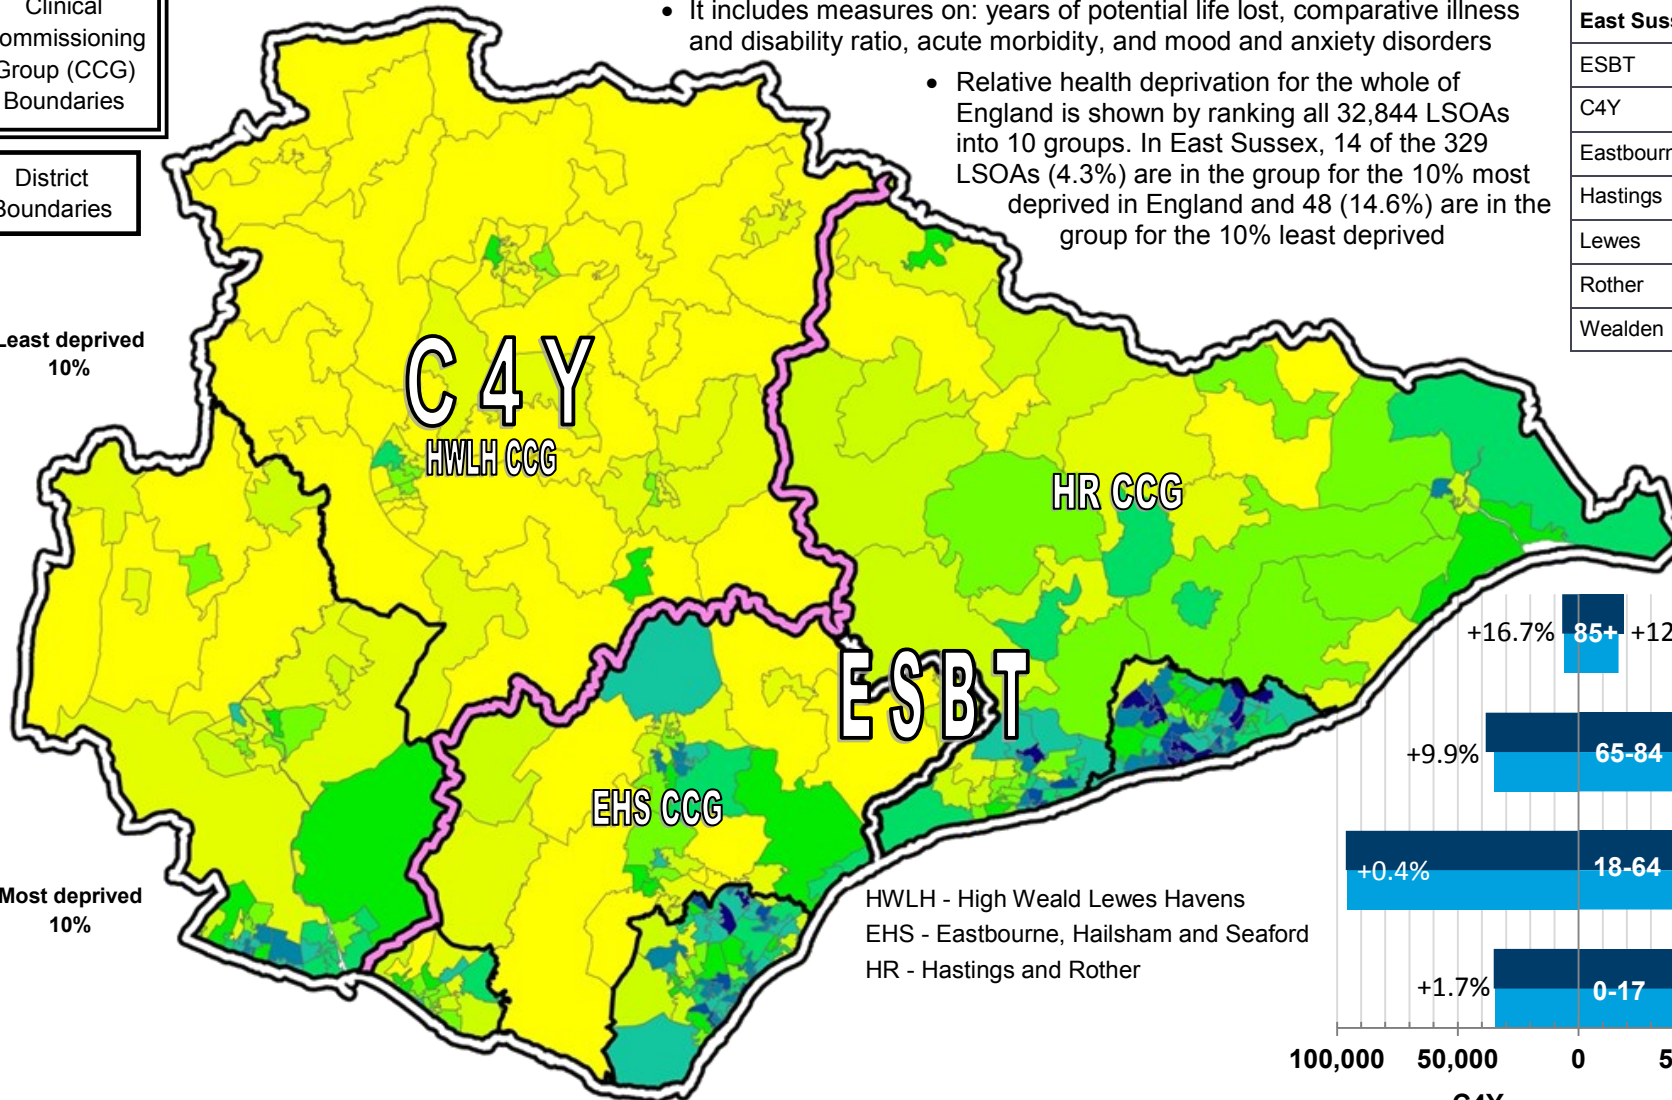 Clinical
ommissioning
Group (CCG)
Boundaries
District
Boundaries
Least deprived
10%
Most deprived
10%
• It includes measures on: years of potential life lost, comparative illness
and disability ratio, acute morbidity, and mood and anxiety disorders
• Relative health deprivation for the whole of
England is shown by ranking all 32,844 LSOAs
into 10 groups. In East Sussex, 14 of the 329
LSOAs (4.3%) are in the group for the 10% most
deprived in England and 48 (14.6%) are in the
group for the 10% least deprived
East Suss
ESBT
C4Y
Eastbourn
Hastings
Lewes
Rother
Wealden
C4Y
HWLH CCG
HR CCG
ESBT
EHS CCG
HWLH - High Weald Lewes Havens
EHS - Eastbourne, Hailsham and Seaford
HR - Hastings and Rother
+16.7% 85+ +12
+9.9% 65-84
+0.4% 18-64
+1.7% 0-17
100,000 50,000 0 5
C4Y